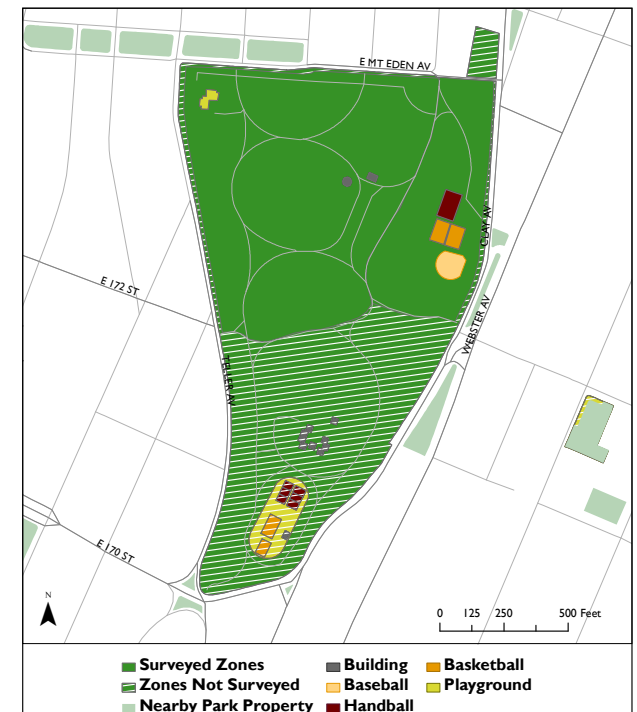 E MT EDEN AV
CLAY AV
E 172 ST
WEBSTER AV
TELLER AV
E 170 ST
N
0 125 250 500 Feet
Surveyed Zones
Building
Basketball
Zones Not Surveyed
Baseball
Playground
Nearby Park Property
Handball